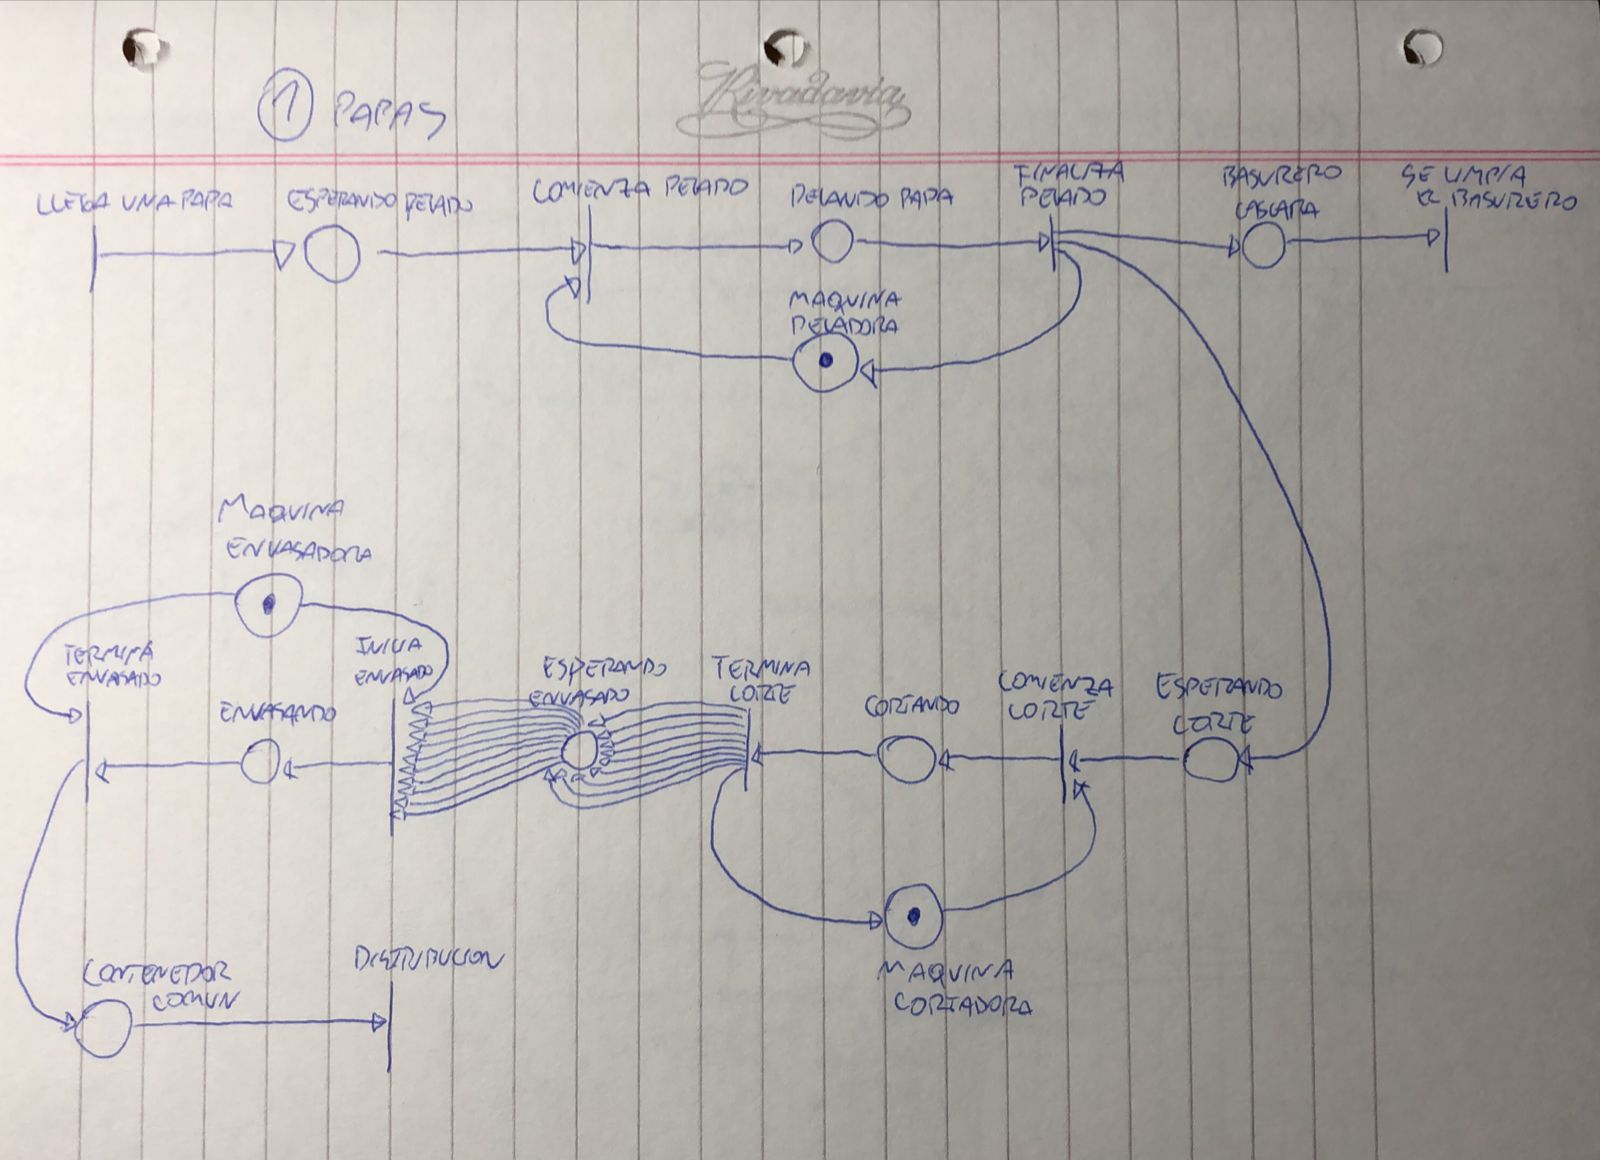 Rivadavia
1 PAPAS
LLEGA UNA PAPA
ESPERANDO PELADO
COMIENZA PELADO
PELANDO PAPA
FINALIZA
PELADO
BASURERO
CASCARA
SE LIMPIA
EL BASURERO
MAQUINA
PELADORA
MAQUINA
ENVASADORA
TERMINA
ENVASADO
ENVASANDO
INICIA
ENVASADO
ESPERANDO
ENVASADO
TERMINA
CORTE
CORTANDO
COMIENZA
CORTE
ESPERANDO
CORTE
CONTENEDOR
COMUN
DISTRIBUCION
MAQUINA
CORTADORA